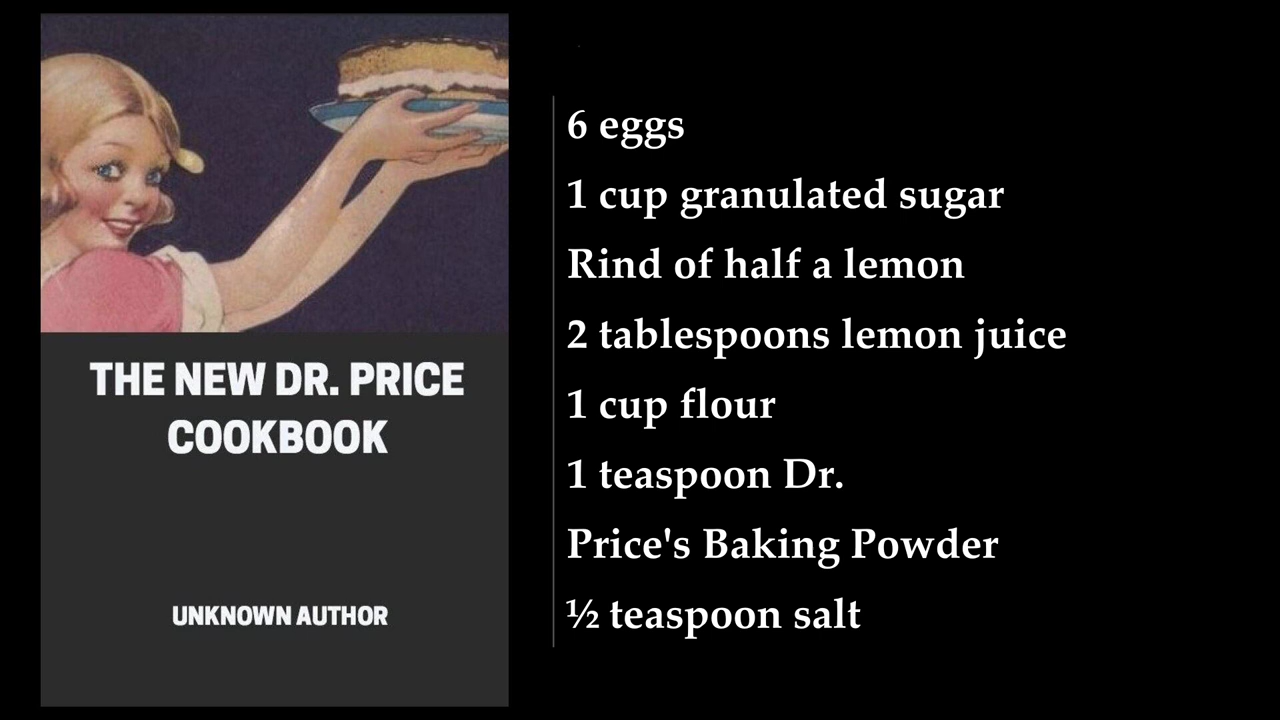 THE NEW DR. PRICE
COOKBOOK
UNKNOWN AUTHOR
6 eggs
1 cup granulated sugar
Rind of half a lemon
2 tablespoons lemon juice
1 cup flour
1 teaspoon Dr.
Price's Baking Powder
½ teaspoon salt